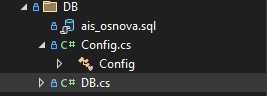 DB
ais_osnova.sql
C# Config.cs
Config
C# DB.cs